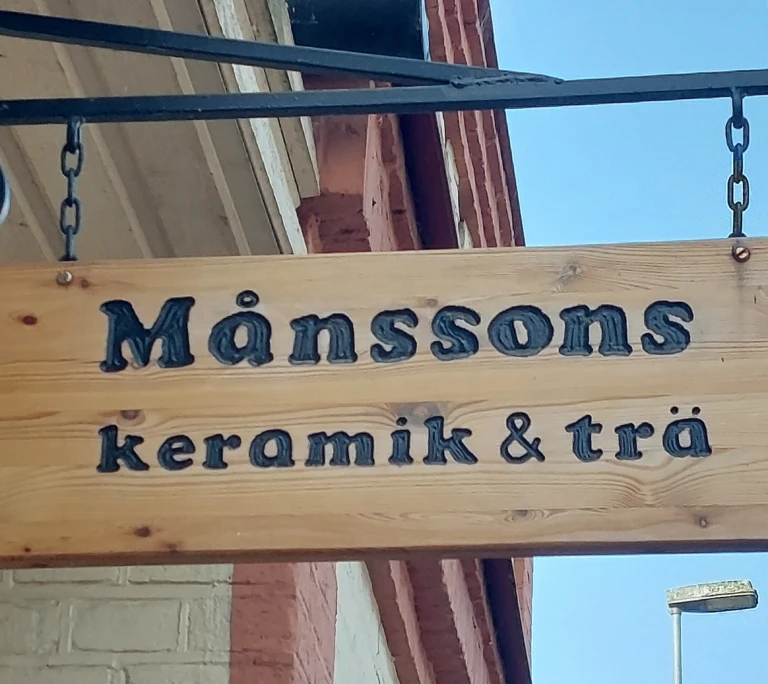 Månssons
keramik & trä